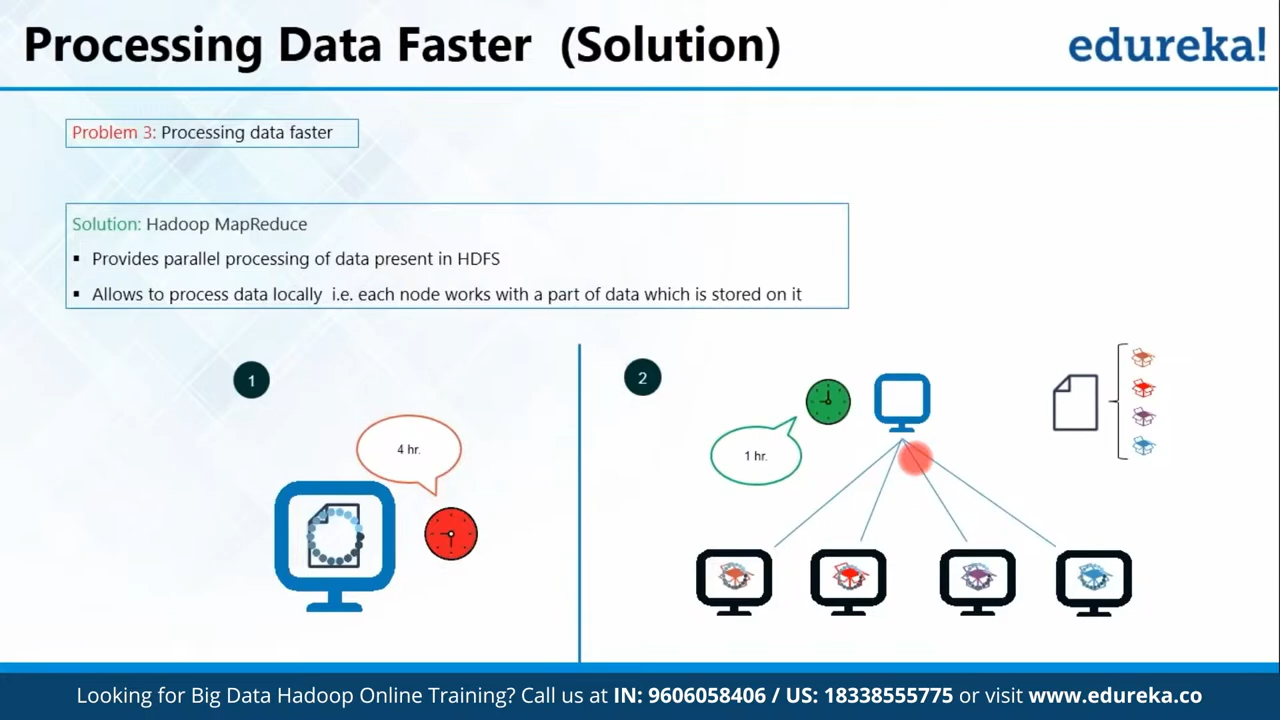 Processing Data Faster (Solution)
edureka!
Problem 3: Processing data faster
Solution: Hadoop MapReduce
▪ Provides parallel processing of data present in HDFS
▪ Allows to process data locally i.e. each node works with a part of data which is stored on it
1
4 hr.
2
1 hr.
Looking for Big Data Hadoop Online Training? Call us at IN: 9606058406 / US: 18338555775 or visit www.edureka.co